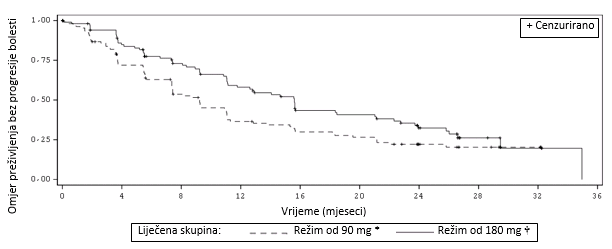 + Cenzurirano
Omjer preživljenja bez progresije bolesti
1·00
0·75
0·50
0·25
0·00
0 4 8 12 16 20 24 28 32 36
Vrijeme (mjeseci)
Liječena skupina: Režim od 90 mg * Režim od 180 mg †